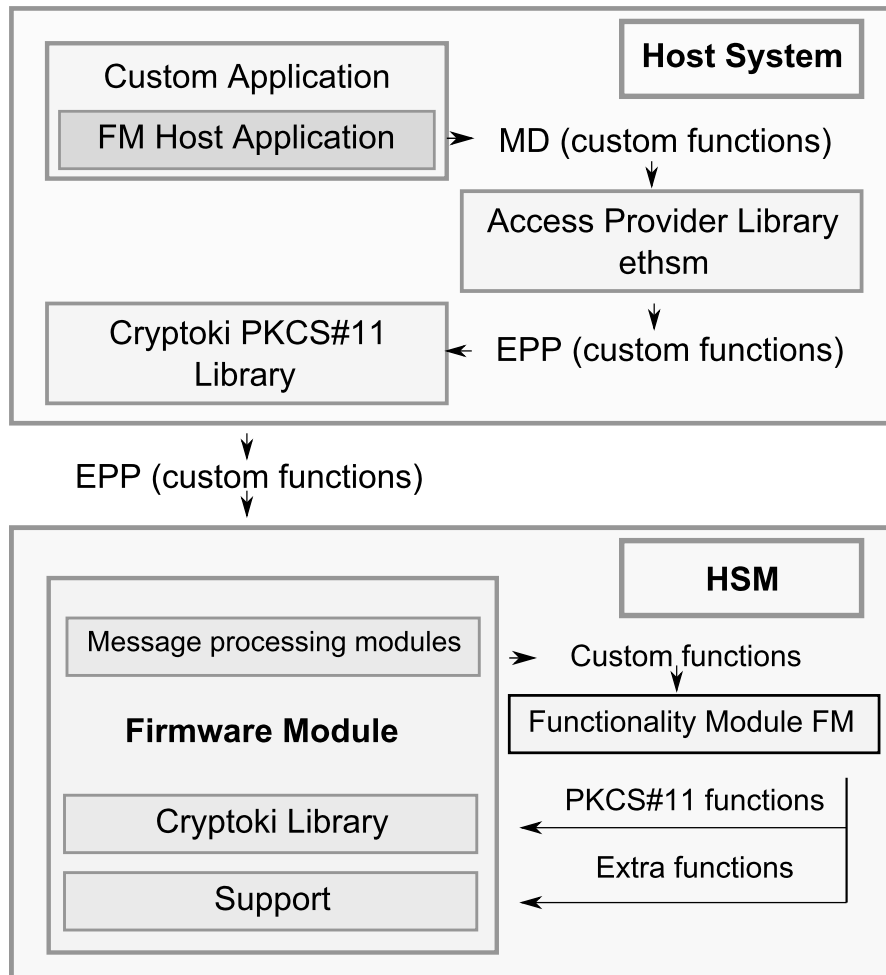 Host System
Custom Application
FM Host Application
MD (custom functions)
Access Provider Library
ethsm
Cryptoki PKCS#11
Library
EPP (custom functions)
EPP (custom functions)
HSM
Message processing modules
Custom functions
Firmware Module
Functionality Module FM
PKCS#11 functions
Cryptoki Library
Extra functions
Support